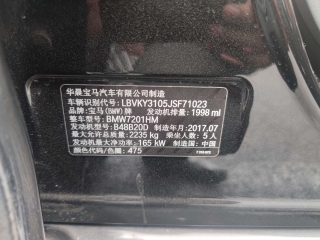 华晨宝马汽车有限公司制造
车辆识别代号: LBVKY3105JSF71023
品牌: 宝马(BMW)牌 发动机排量: 1998 ml
整车型号: BMW7201HM
发动机型号: B48B20D 制造年月: 2017.07
最大允许总质量: 2235 kg 乘坐人数: 5 人
发动机最大净功率: 165 kW 制造国: 中国
颜色代码/色圈: 475